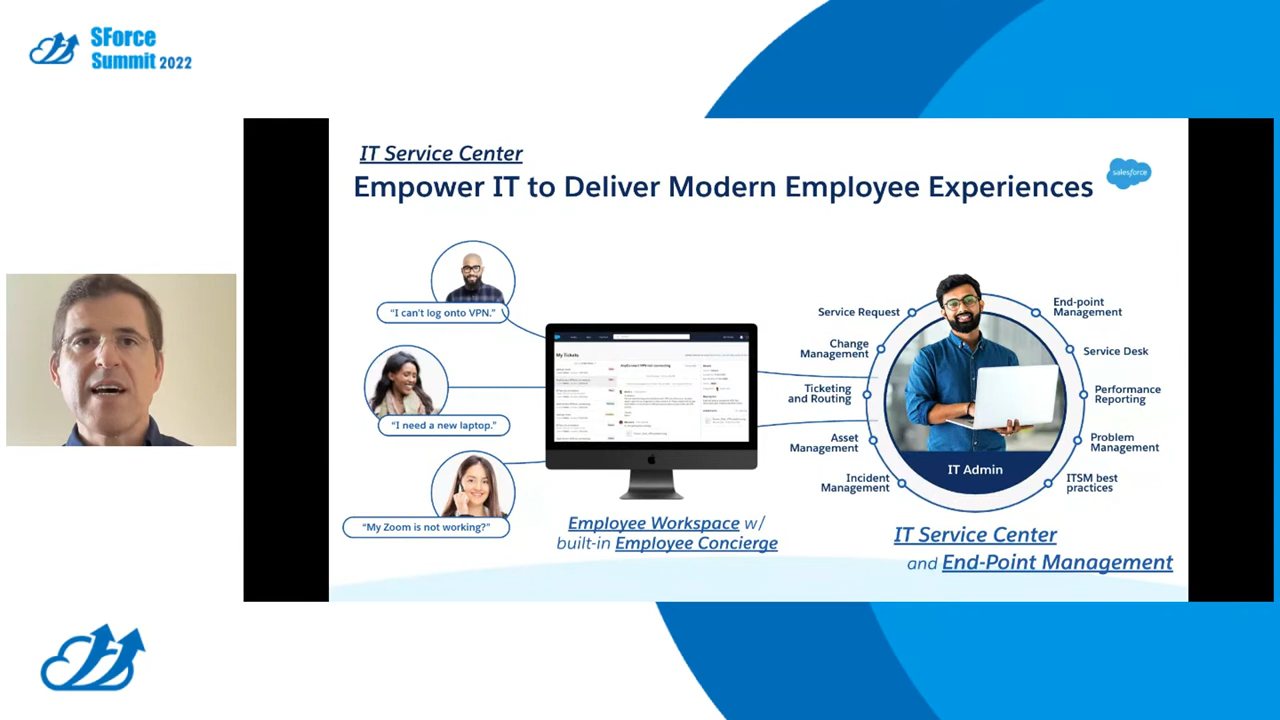 SForce
Summit 2022
IT Service Center
Empower IT to Deliver Modern Employee Experiences
salesforce
“I can't log onto VPN.”
“I need a new laptop.”
“My Zoom is not working?”
My Tickets
Employee Workspace w/
built-in Employee Concierge
Service Request
Change
Management
Ticketing
and Routing
Asset
Management
Incident
Management
End-point
Management
Service Desk
Performance
Reporting
Problem
Management
ITSM best
practices
IT Admin
IT Service Center
and End-Point Management